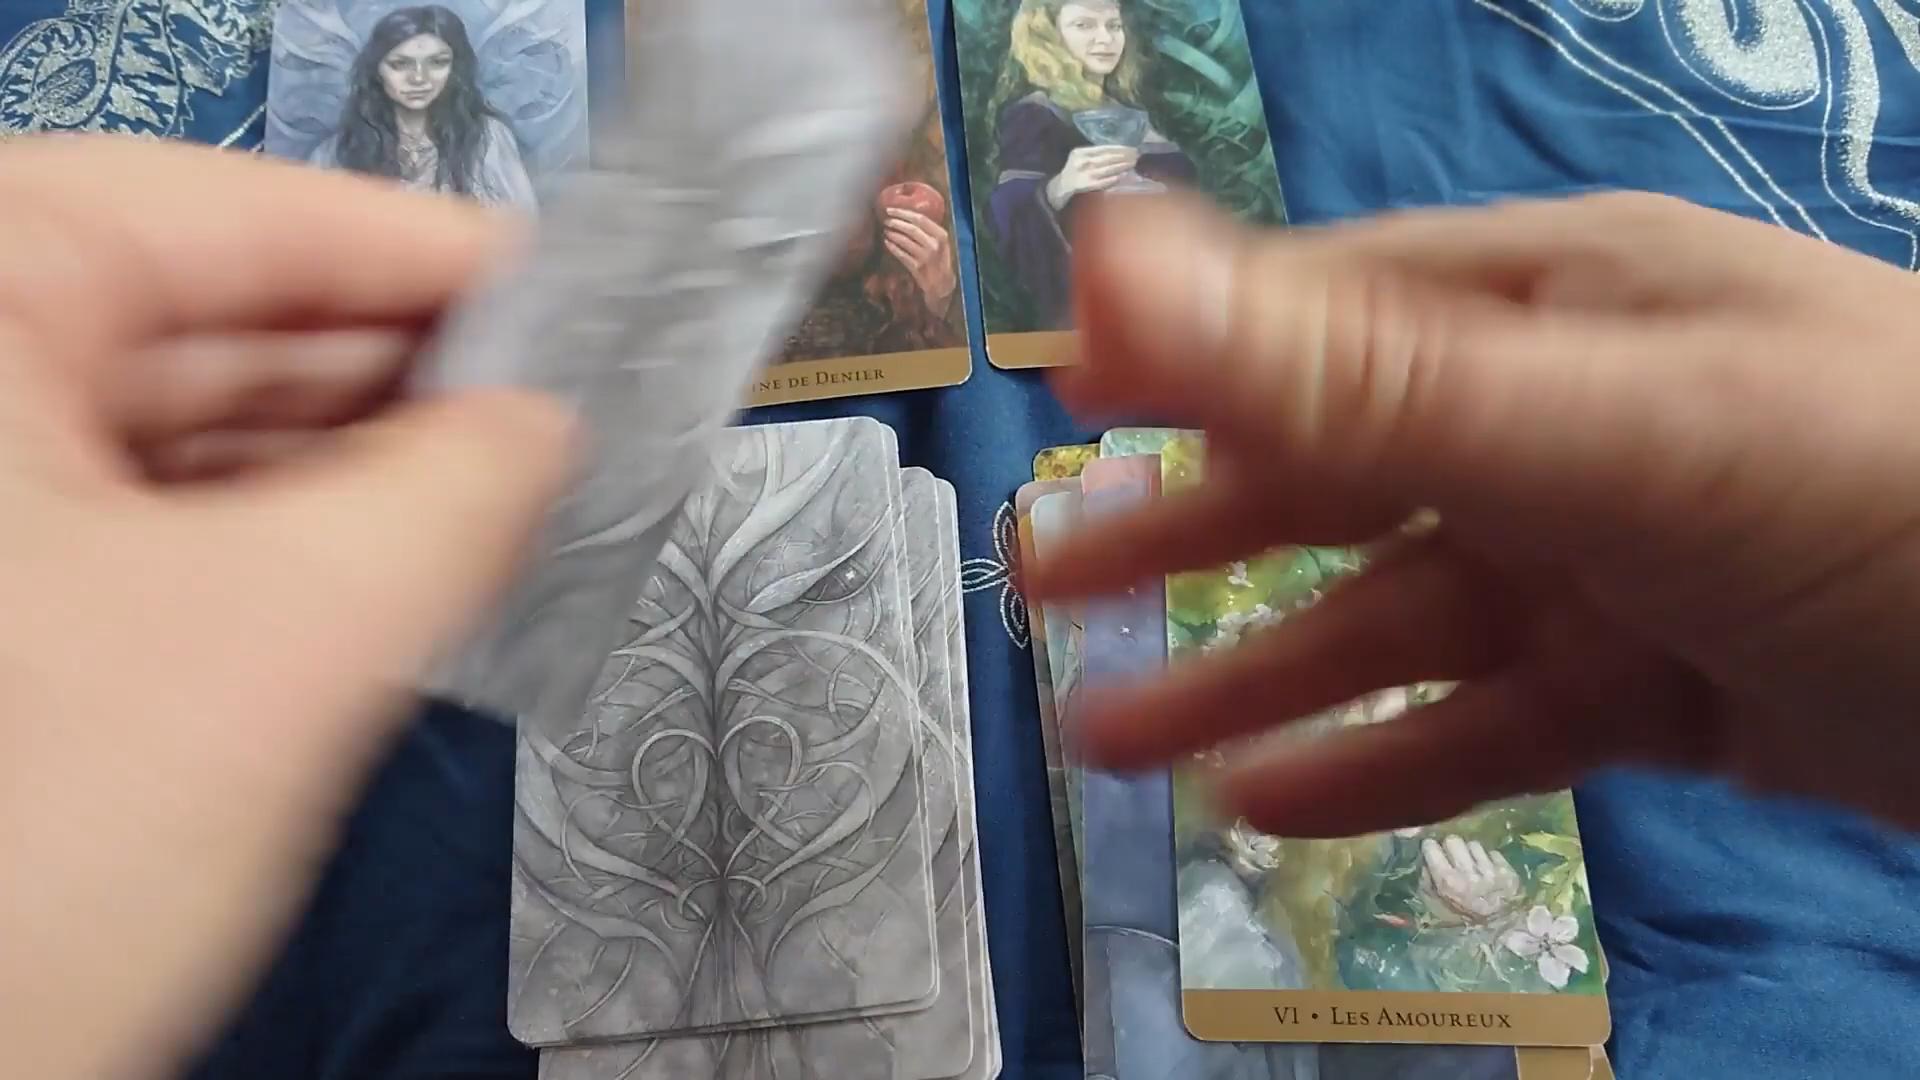 INE DE DENIER
VI • LES AMOUREUX